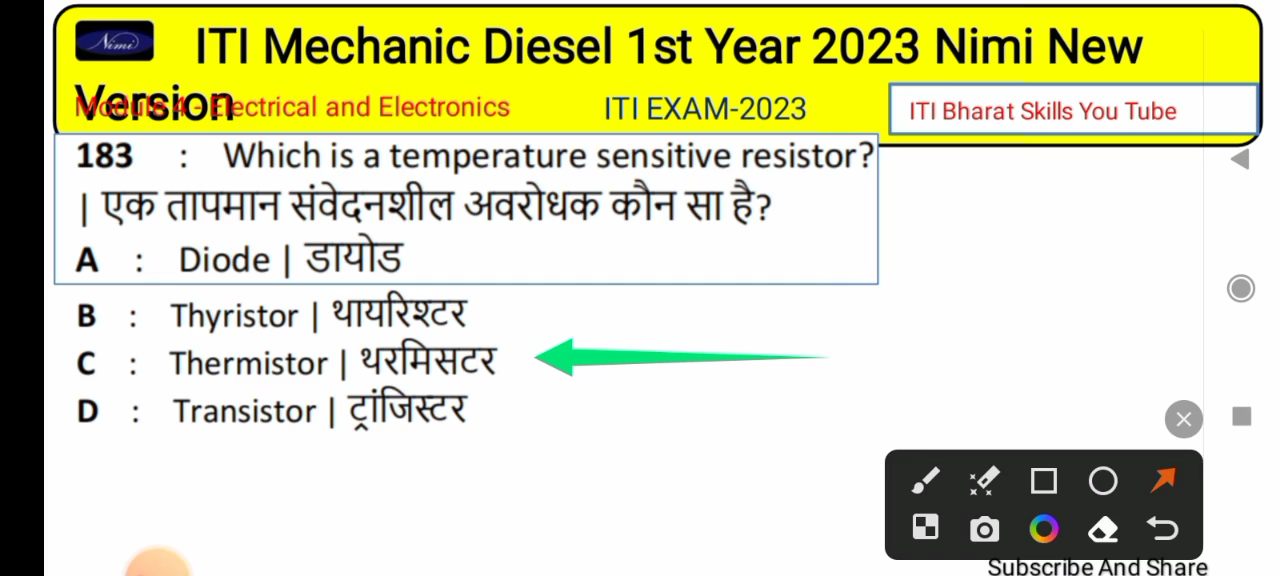 Nimi
ITI Mechanic Diesel 1st Year 2023 Nimi New
Version
Module 4 - Electrical and Electronics
ITI EXAM-2023
ITI Bharat Skills You Tube
183 : Which is a temperature sensitive resistor?
| एक तापमान संवेदनशील अवरोधक कौन सा है?
A : Diode | डायोड
B : Thyristor | थायरिश्टर
C : Thermistor | थरमिसटर
D : Transistor | ट्रांजिस्टर
Subscribe And Share